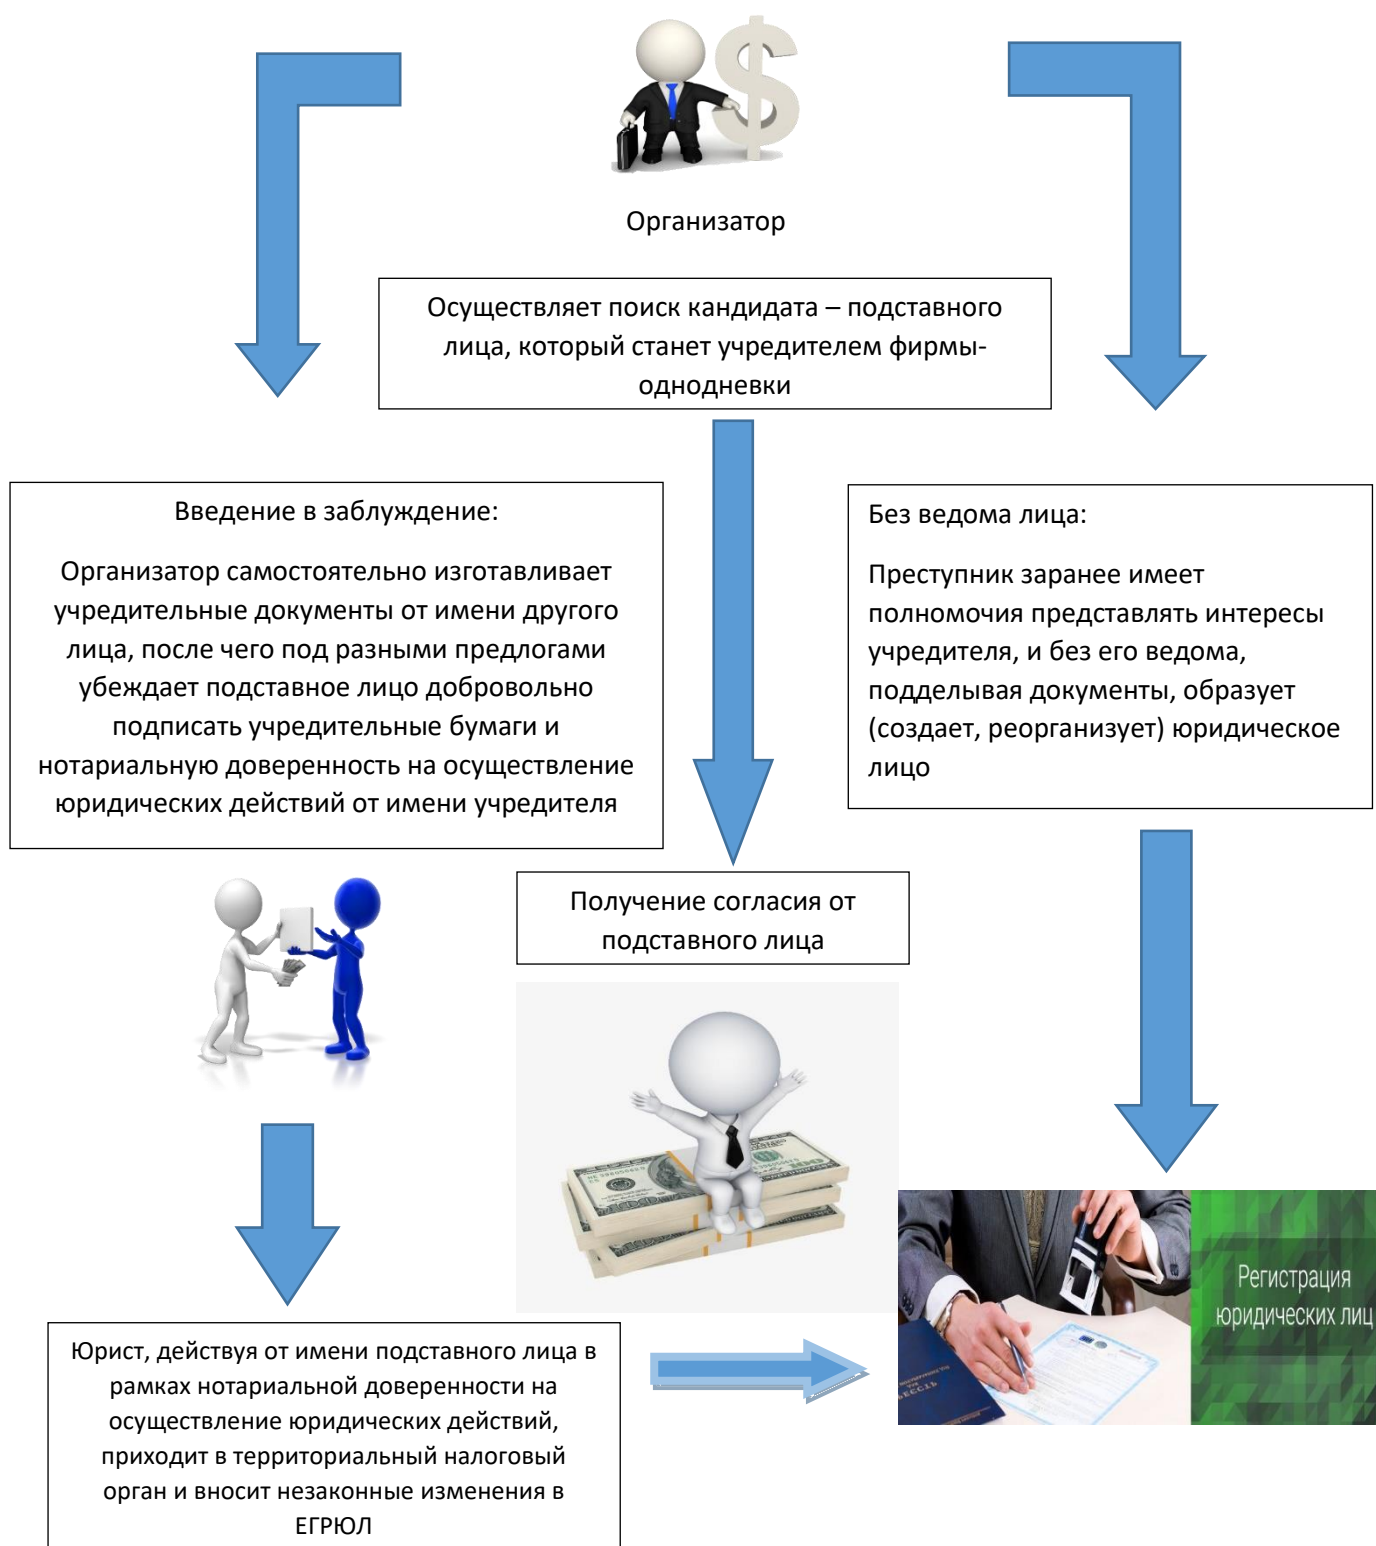 Организатор
Осуществляет поиск кандидата – подставного
лица, который станет учредителем фирмы-
однодневки
Введение в заблуждение:
Организатор самостоятельно изготавливает
учредительные документы от имени другого
лица, после чего под разными предлогами
убеждает подставное лицо добровольно
подписать учредительные бумаги и
нотариальную доверенность на осуществление
юридических действий от имени учредителя
Без ведома лица:
Преступник заранее имеет
полномочия представлять интересы
учредителя, и без его ведома,
подделывая документы, образует
(создает, реорганизует) юридическое
лицо
Получение согласия от
подставного лица
100
Регистрация
юридических лиц
Юрист, действуя от имени подставного лица в
рамках нотариальной доверенности на
осуществление юридических действий,
приходит в территориальный налоговый
орган и вносит незаконные изменения в
ЕГРЮЛ